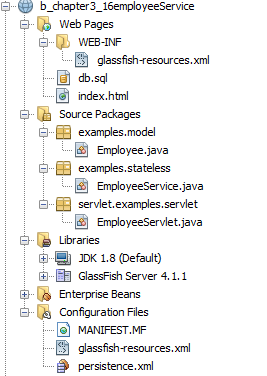 b_chapter3_16employeeService
Web Pages
WEB-INF
glassfish-resources.xml
db.sql
index.html
Source Packages
examples.model
Employee.java
examples.stateless
EmployeeService.java
servlet.examples.servlet
EmployeeServlet.java
Libraries
JDK 1.8 (Default)
GlassFish Server 4.1.1
Enterprise Beans
Configuration Files
MANIFEST.MF
glassfish-resources.xml
persistence.xml